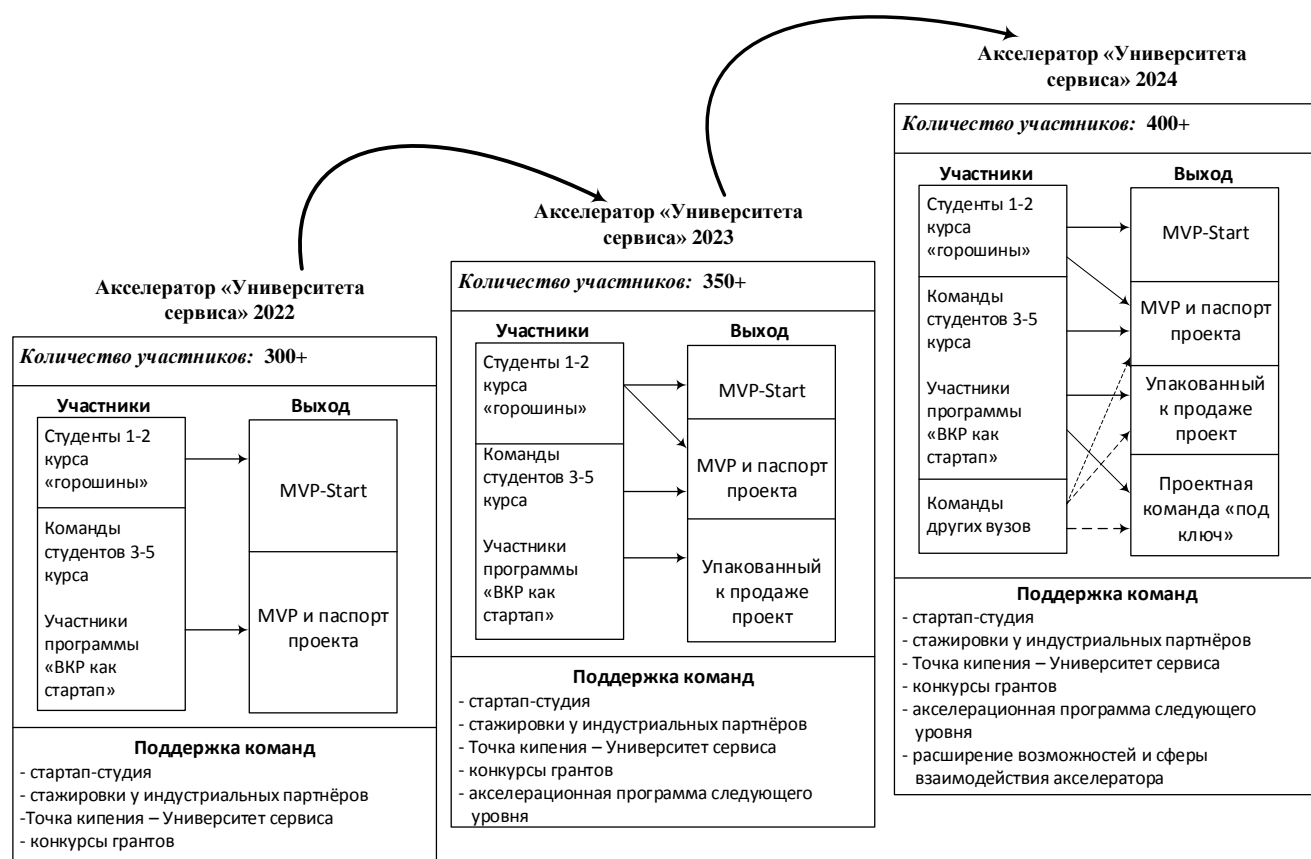 Акселератор «Университета
сервиса» 2022
Количество участников: 300+
Участники
Студенты 1-2
курса
«горошины»
Команды
студентов 3-5
курса
Участники
программы
«ВКР как
стартап»
Выход
MVP-Start
MVP и паспорт
проекта
Поддержка команд
- стартап-студия
- стажировки у индустриальных партнёров
-Точка кипения – Университет сервиса
- конкурсы грантов
Акселератор «Университета
сервиса» 2023
Количество участников: 350+
Участники
Студенты 1-2
курса
«горошины»
Команды
студентов 3-5
курса
Участники
программы
«ВКР как
стартап»
Выход
MVP-Start
MVP и паспорт
проекта
Упакованный
к продаже
проект
Поддержка команд
- стартап-студия
- стажировки у индустриальных партнёров
- Точка кипения – Университет сервиса
- конкурсы грантов
- акселерационная программа следующего
уровня
Акселератор «Университета
сервиса» 2024
Количество участников: 400+
Участники
Студенты 1-2
курса
«горошины»
Команды
студентов 3-5
курса
Участники
программы
«ВКР как
стартап»
Команды
других вузов
Выход
MVP-Start
MVP и паспорт
проекта
Упакованный
к продаже
проект
Проектная
команда «под
ключ»
Поддержка команд
- стартап-студия
- стажировки у индустриальных партнёров
- Точка кипения – Университет сервиса
- конкурсы грантов
- акселерационная программа следующего
уровня
- расширение возможностей и сферы
взаимодействия акселератора